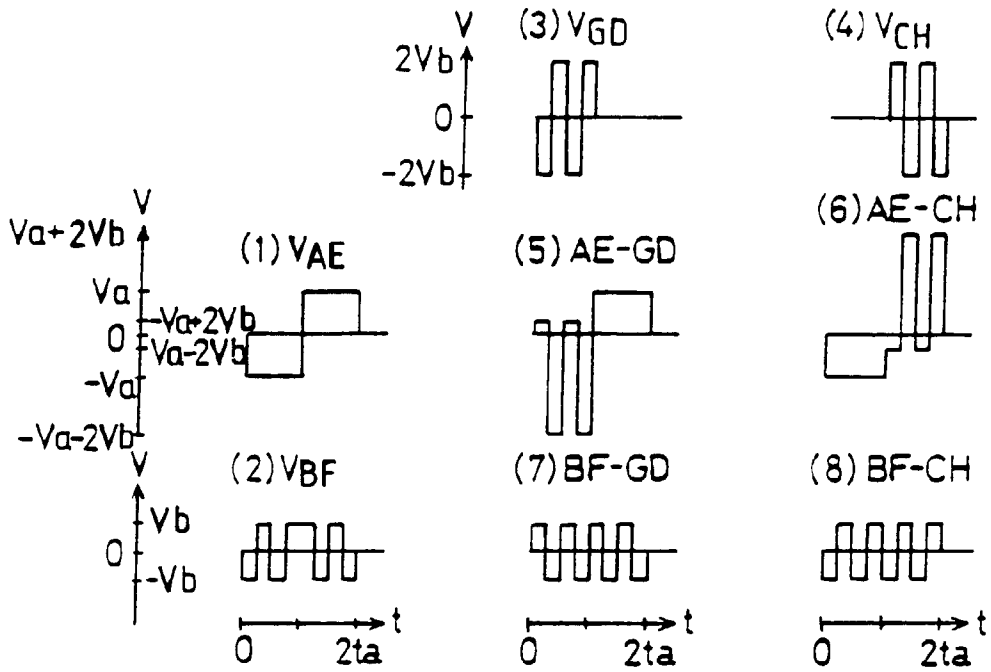 (3) VGD
(4) VCH
V
2Vb
0
-2Vb
V
Va+2Vb
Va
-Va+2Vb
0
Va-2Vb
-Va
-Va-2Vb
(1) VAE
(5) AE-GD
(6) AE-CH
V
Vb
0
-Vb
(2) VBF
(7) BF-GD
(8) BF-CH
0 2ta t
0 2ta t
0 2ta t